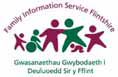 Family Information Service Flintshire
Gwasanaethau Gwybodaeth i
Deuluoedd Sir y Fflint